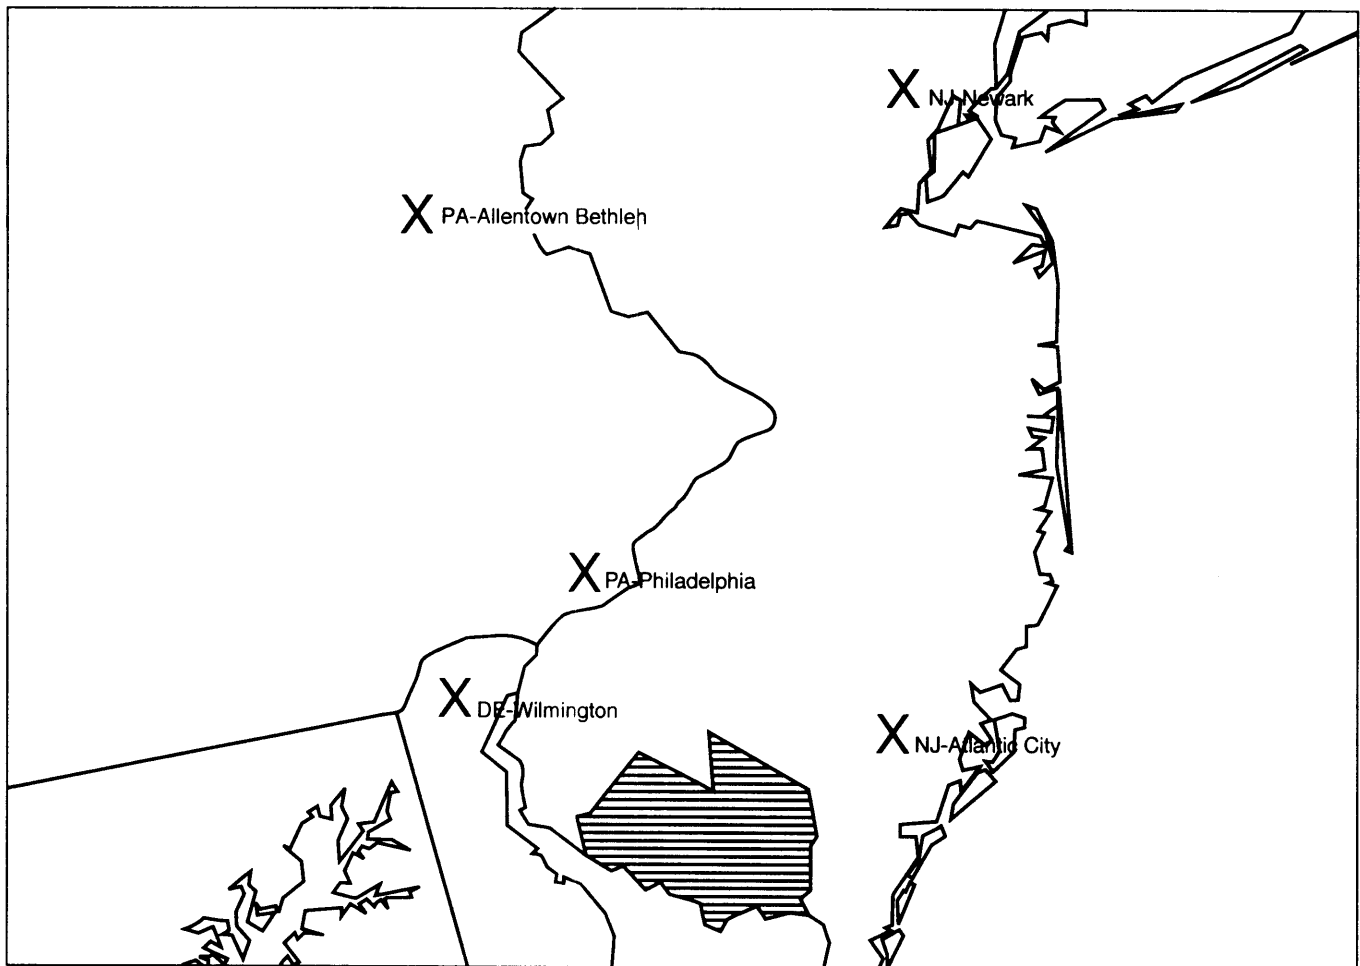 X NJ-Newark
X PA-Allentown Bethleh
X PA-Philadelphia
X DE-Wilmington
X NJ-Atlantic City